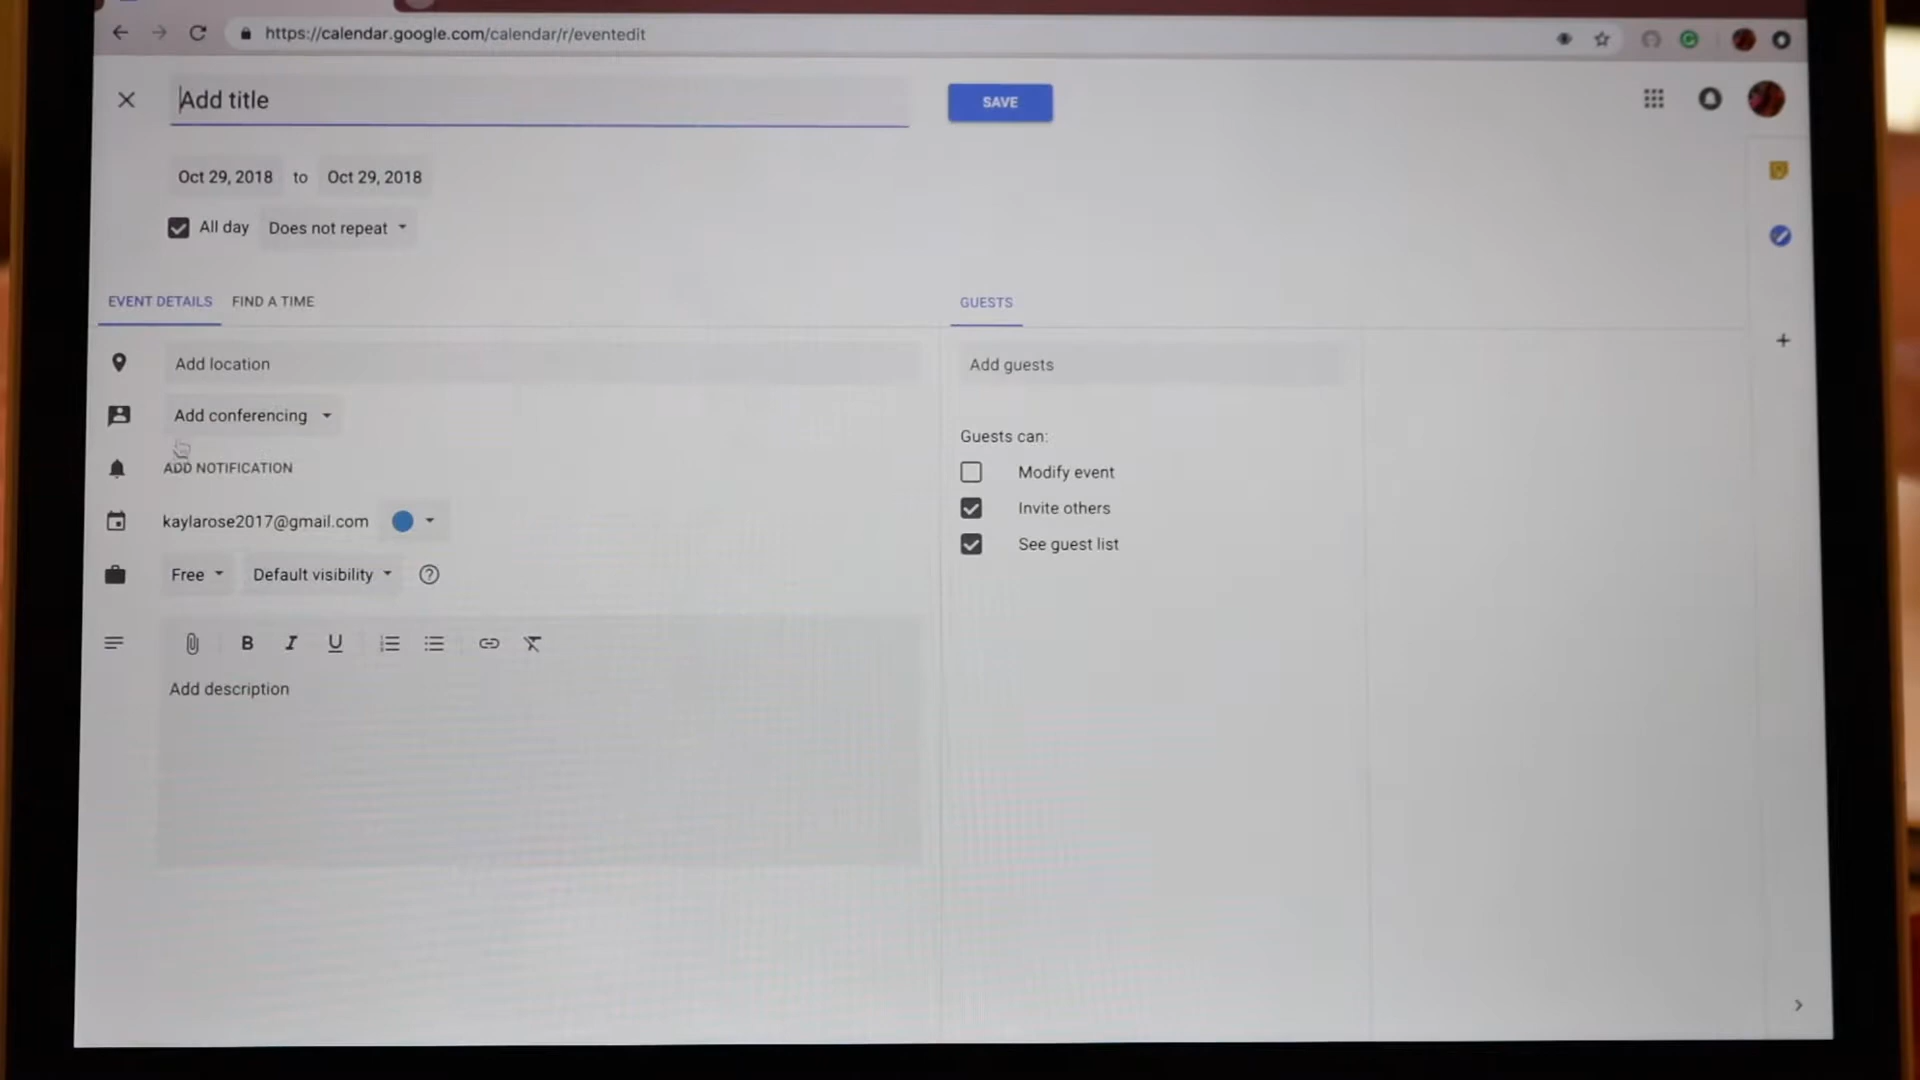 https://calendar.google.com/calendar/r/eventedit
Add title
SAVE
Oct 29, 2018 to Oct 29, 2018
All day Does not repeat
EVENT DETAILS FIND A TIME
GUESTS
Add location
Add guests
Add conferencing
Guests can:
ADD NOTIFICATION
Modify event
kaylarose2017@gmail.com
Invite others
See guest list
Free Default visibility
B I U
Add description